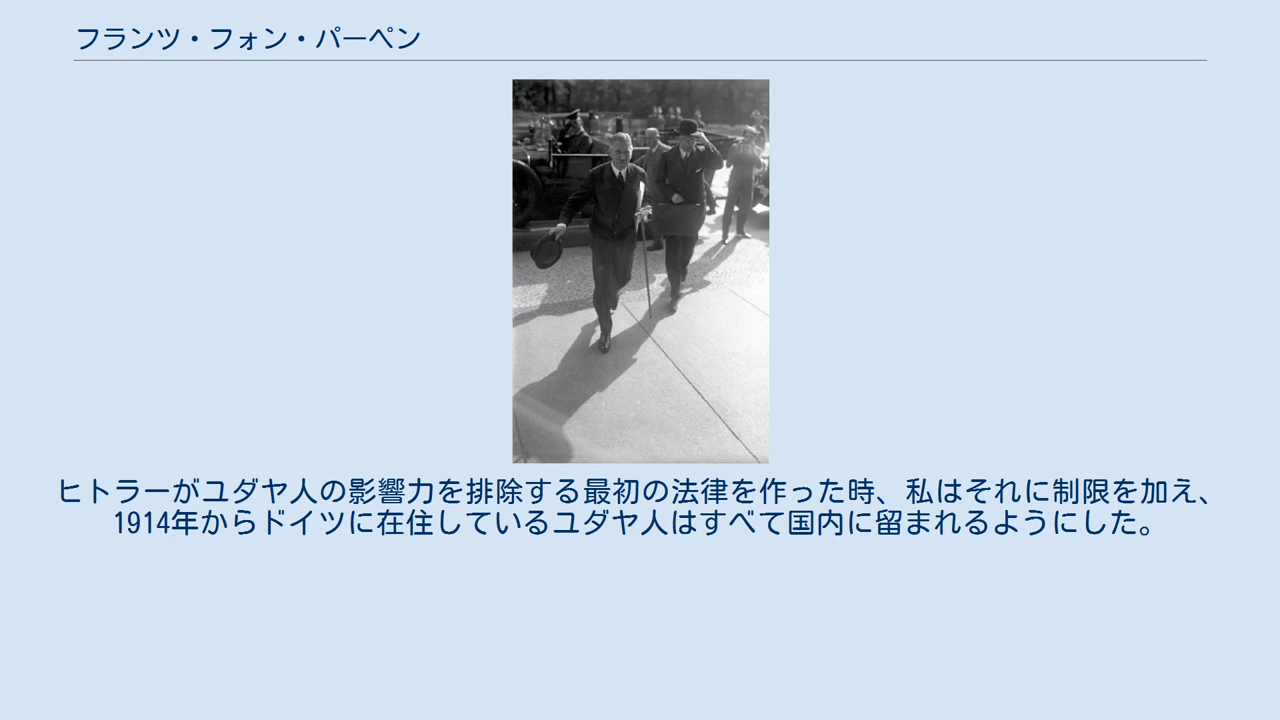 フランツ・フォン・パーペン
ヒトラーがユダヤ人の影響力を排除する最初の法律を作った時、私はそれに制限を加え、
1914年からドイツに在住しているユダヤ人はすべて国内に留まれるようにした。